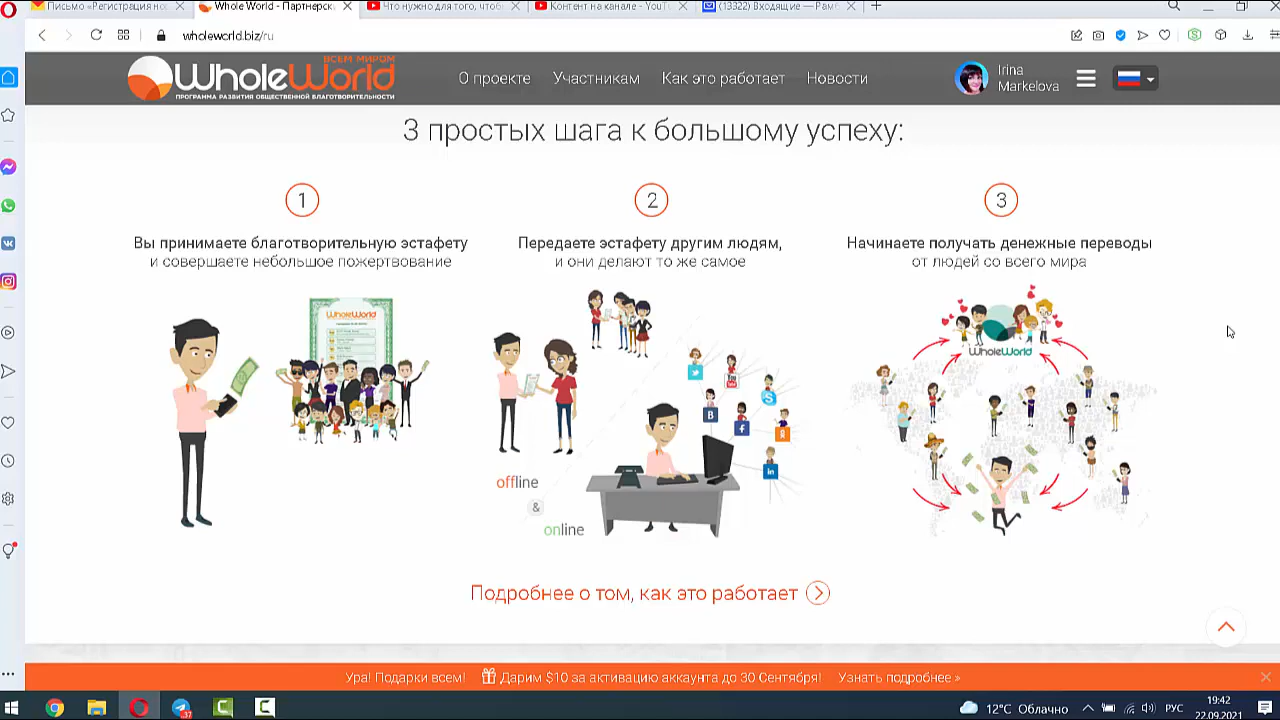 Письмо «Регистрация но
Whole World - Партнерск
Что нужно для того, чтобы
Контент на канале - YouTu
(13322) Входящие — Рам
wholeworld.biz/ru
ВСЕМ МИРОМ
WholeWorld
ПРОГРАММА РАЗВИТИЯ ОБЩЕСТВЕННОЙ БЛАГОТВОРИТЕЛЬНОСТИ
О проекте
Участникам
Как это работает
Новости
Irina
Markelova
3 простых шага к большому успеху:
1
Вы принимаете благотворительную эстафету
и совершаете небольшое пожертвование
WholeWorld
2
Передаете эстафету другим людям,
и они делают то же самое
offline
&
online
3
Начинаете получать денежные переводы
от людей со всего мира
WholeWorld
Подробнее о том, как это работает
Ура! Подарки всем!
Дарим $10 за активацию аккаунта до 30 Сентября!
Узнать подробнее »
37
12°C Облачно
РУС
19:42
22.09.2021